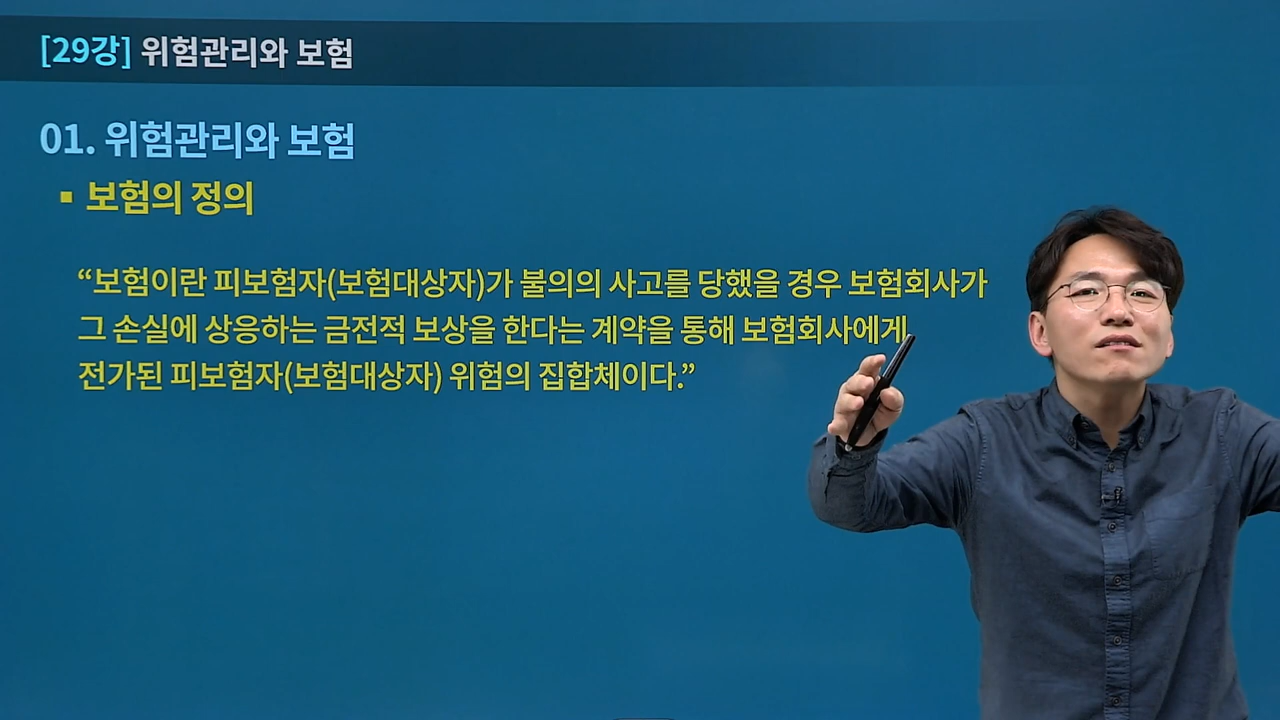 [29강] 위험관리와 보험
01. 위험관리와 보험
▪ 보험의 정의
“보험이란 피보험자(보험대상자)가 불의의 사고를 당했을 경우 보험회사가
그 손실에 상응하는 금전적 보상을 한다는 계약을 통해 보험회사에게
전가된 피보험자(보험대상자) 위험의 집합체이다.”